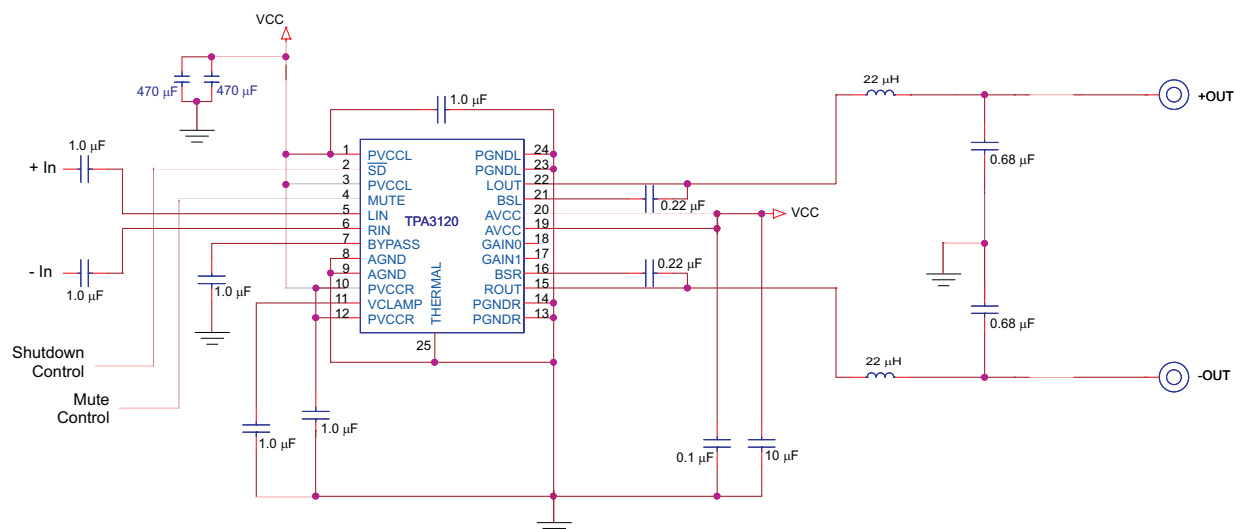 VCC
470 μF
470 μF
1.0 μF
22 μH
+OUT
1.0 μF
+ In
0.68 μF
1 PVCCL
2 SD
3 PVCCL
4 MUTE
5 LIN
6 RIN
7 BYPASS
8 AGND
9 AGND
10 PVCCR
11 VCLAMP
12 PVCCR
TPA3120
THERMAL
25
PGNDL 24
PGNDL 23
LOUT 22
BSL 21
AVCC 20
AVCC 19
GAIN0 18
GAIN1 17
BSR 16
ROUT 15
PGNDR 14
PGNDR 13
0.22 μF
VCC
0.22 μF
- In
1.0 μF
1.0 μF
0.68 μF
Shutdown
Control
22 μH
-OUT
Mute
Control
1.0 μF
1.0 μF
0.1 μF
10 μF